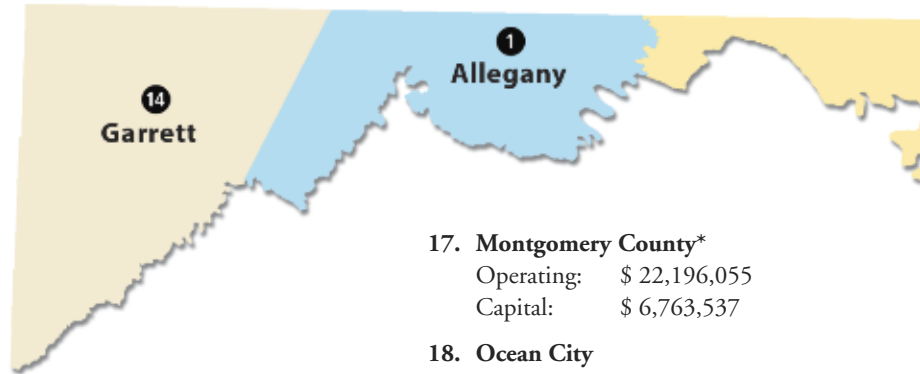 1
Allegany
14
Garrett
17. Montgomery County*
Operating: $ 22,196,055
Capital: $ 6,763,537
18. Ocean City